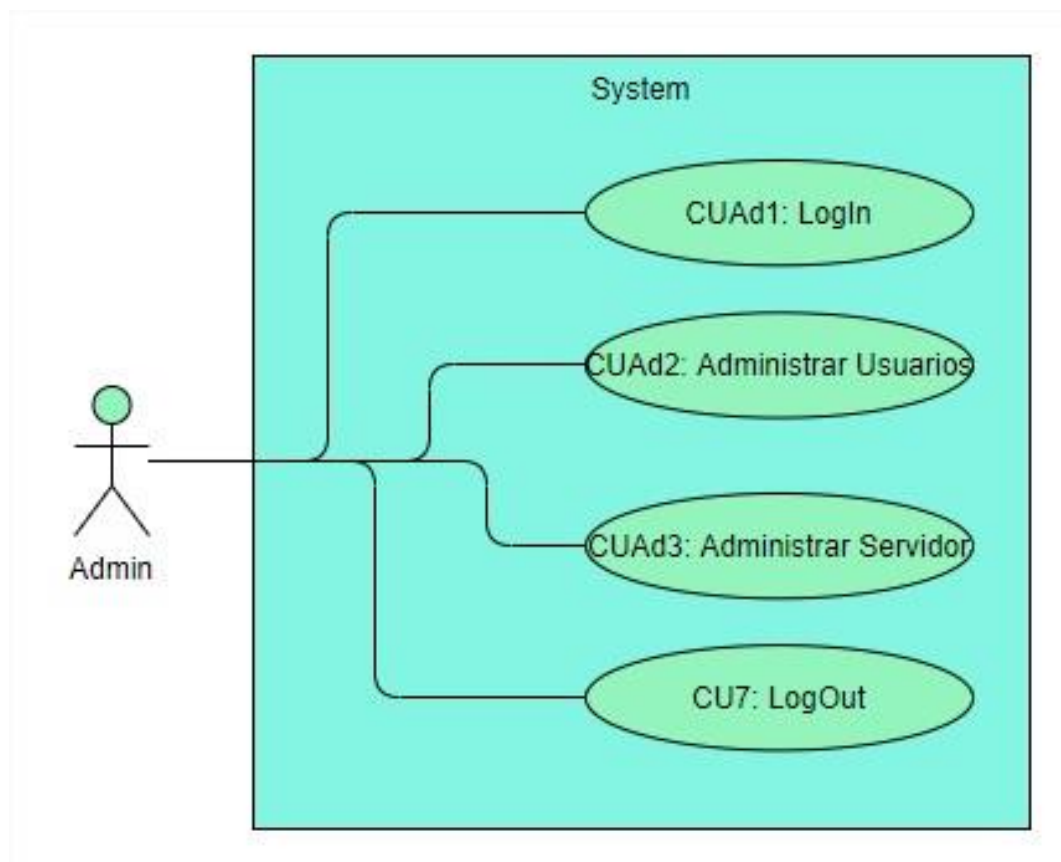 System
CUAd1: LogIn
CUAd2: Administrar Usuarios
CUAd3: Administrar Servidor
Admin
CU7: LogOut